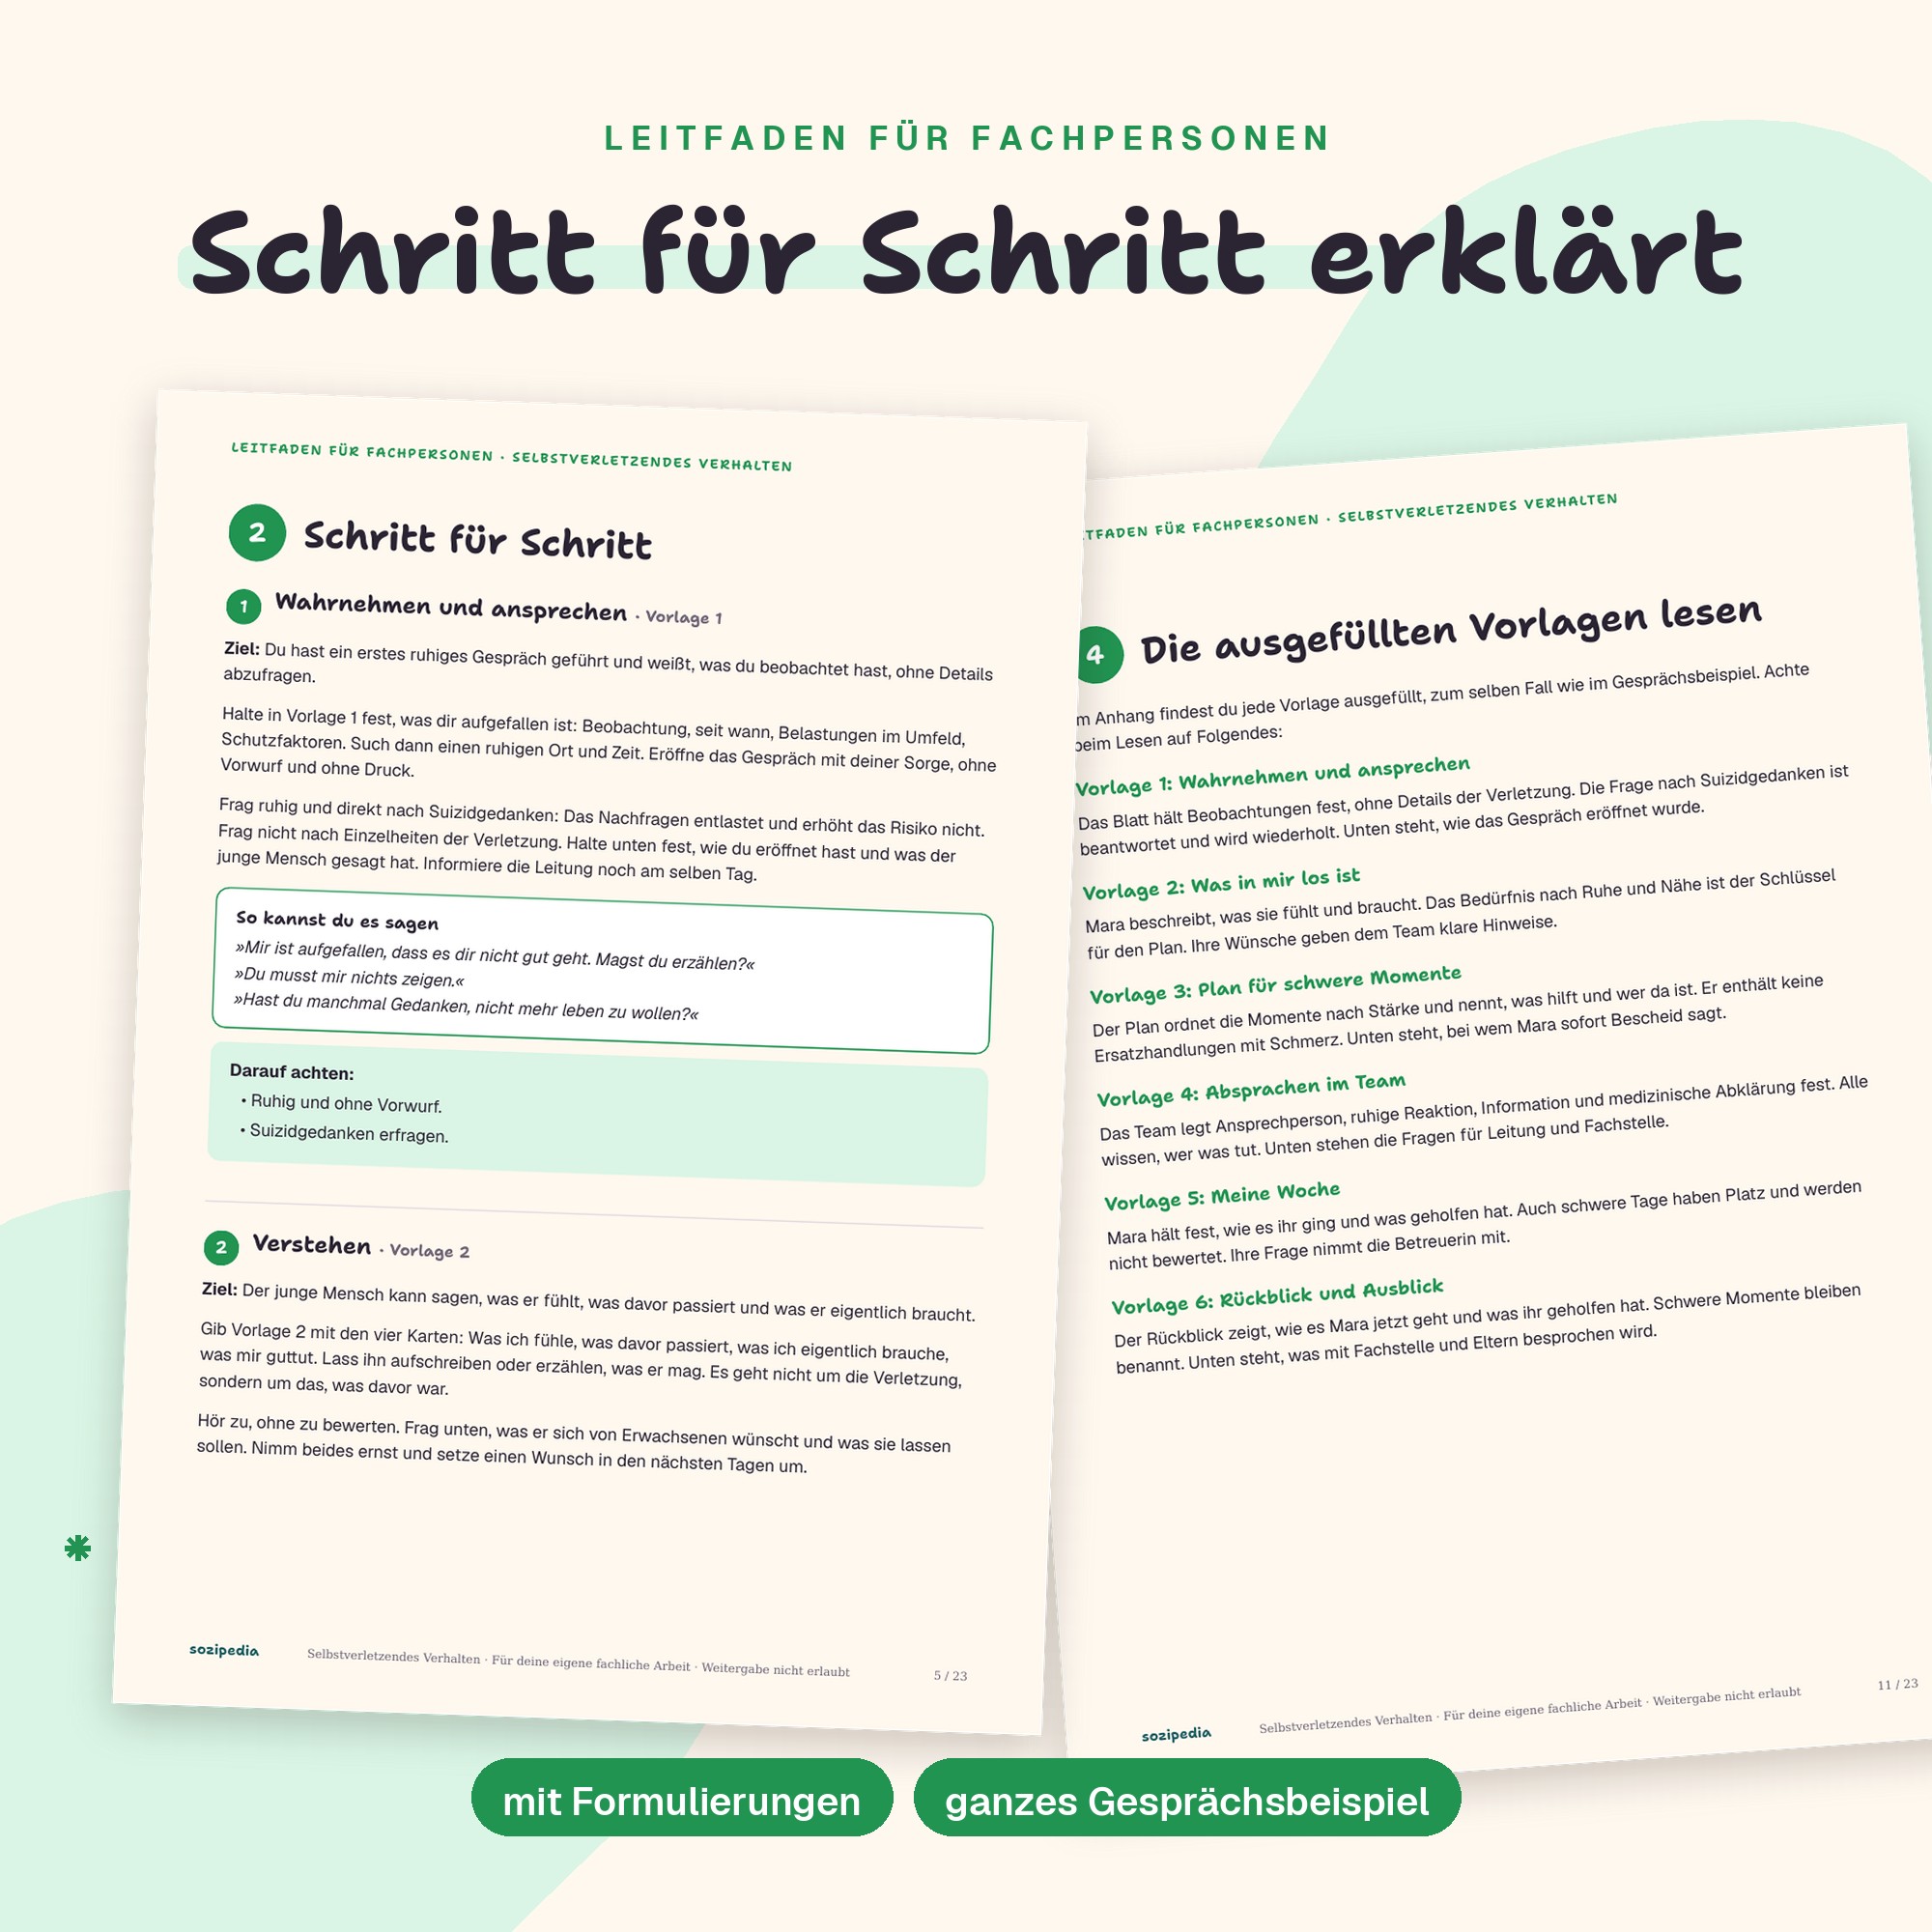 LEITFADEN FÜR FACHPERSONEN
Schritt für Schritt erklärt
LEITFADEN FÜR FACHPERSONEN · SELBSTVERLETZENDES VERHALTEN
2 Schritt für Schritt
1 Wahrnehmen und ansprechen · Vorlage 1
Ziel: Du hast ein erstes ruhiges Gespräch geführt und weißt, was du beobachtet hast, ohne Details
abzufragen.
Halte in Vorlage 1 fest, was dir aufgefallen ist: Beobachtung, seit wann, Belastungen im Umfeld,
Schutzfaktoren. Such dann einen ruhigen Ort und Zeit. Eröffne das Gespräch mit deiner Sorge, ohne
Vorwurf und ohne Druck.
Frag ruhig und direkt nach Suizidgedanken: Das Nachfragen entlastet und erhöht das Risiko nicht.
Frag nicht nach Einzelheiten der Verletzung. Halte unten fest, wie du eröffnet hast und was der
junge Mensch gesagt hat. Informiere die Leitung noch am selben Tag.
So kannst du es sagen
»Mir ist aufgefallen, dass es dir nicht gut geht. Magst du erzählen?«
»Du musst mir nichts zeigen.«
»Hast du manchmal Gedanken, nicht mehr leben zu wollen?«
Darauf achten:
• Ruhig und ohne Vorwurf.
• Suizidgedanken erfragen.
2 Verstehen · Vorlage 2
Ziel: Der junge Mensch kann sagen, was er fühlt, was davor passiert und was er eigentlich braucht.
Gib Vorlage 2 mit den vier Karten: Was ich fühle, was davor passiert, was ich eigentlich brauche,
was mir guttut. Lass ihn aufschreiben oder erzählen, was er mag. Es geht nicht um die Verletzung,
sondern um das, was davor war.
Hör zu, ohne zu bewerten. Frag unten, was er sich von Erwachsenen wünscht und was sie lassen
sollen. Nimm beides ernst und setze einen Wunsch in den nächsten Tagen um.
sozipedia Selbstverletzendes Verhalten · Für deine eigene fachliche Arbeit · Weitergabe nicht erlaubt 5 / 23
TFADEN FÜR FACHPERSONEN · SELBSTVERLETZENDES VERHALTEN
4 Die ausgefüllten Vorlagen lesen
m Anhang findest du jede Vorlage ausgefüllt, zum selben Fall wie im Gesprächsbeispiel. Achte
beim Lesen auf Folgendes:
Vorlage 1: Wahrnehmen und ansprechen
Das Blatt hält Beobachtungen fest, ohne Details der Verletzung. Die Frage nach Suizidgedanken ist
beantwortet und wird wiederholt. Unten steht, wie das Gespräch eröffnet wurde.
Vorlage 2: Was in mir los ist
Mara beschreibt, was sie fühlt und braucht. Das Bedürfnis nach Ruhe und Nähe ist der Schlüssel
für den Plan. Ihre Wünsche geben dem Team klare Hinweise.
Vorlage 3: Plan für schwere Momente
Der Plan ordnet die Momente nach Stärke und nennt, was hilft und wer da ist. Er enthält keine
Ersatzhandlungen mit Schmerz. Unten steht, bei wem Mara sofort Bescheid sagt.
Vorlage 4: Absprachen im Team
Das Team legt Ansprechperson, ruhige Reaktion, Information und medizinische Abklärung fest. Alle
wissen, wer was tut. Unten stehen die Fragen für Leitung und Fachstelle.
Vorlage 5: Meine Woche
Mara hält fest, wie es ihr ging und was geholfen hat. Auch schwere Tage haben Platz und werden
nicht bewertet. Ihre Frage nimmt die Betreuerin mit.
Vorlage 6: Rückblick und Ausblick
Der Rückblick zeigt, wie es Mara jetzt geht und was ihr geholfen hat. Schwere Momente bleiben
benannt. Unten steht, was mit Fachstelle und Eltern besprochen wird.
sozipedia Selbstverletzendes Verhalten · Für deine eigene fachliche Arbeit · Weitergabe nicht erlaubt 11 / 23
mit Formulierungen
ganzes Gesprächsbeispiel